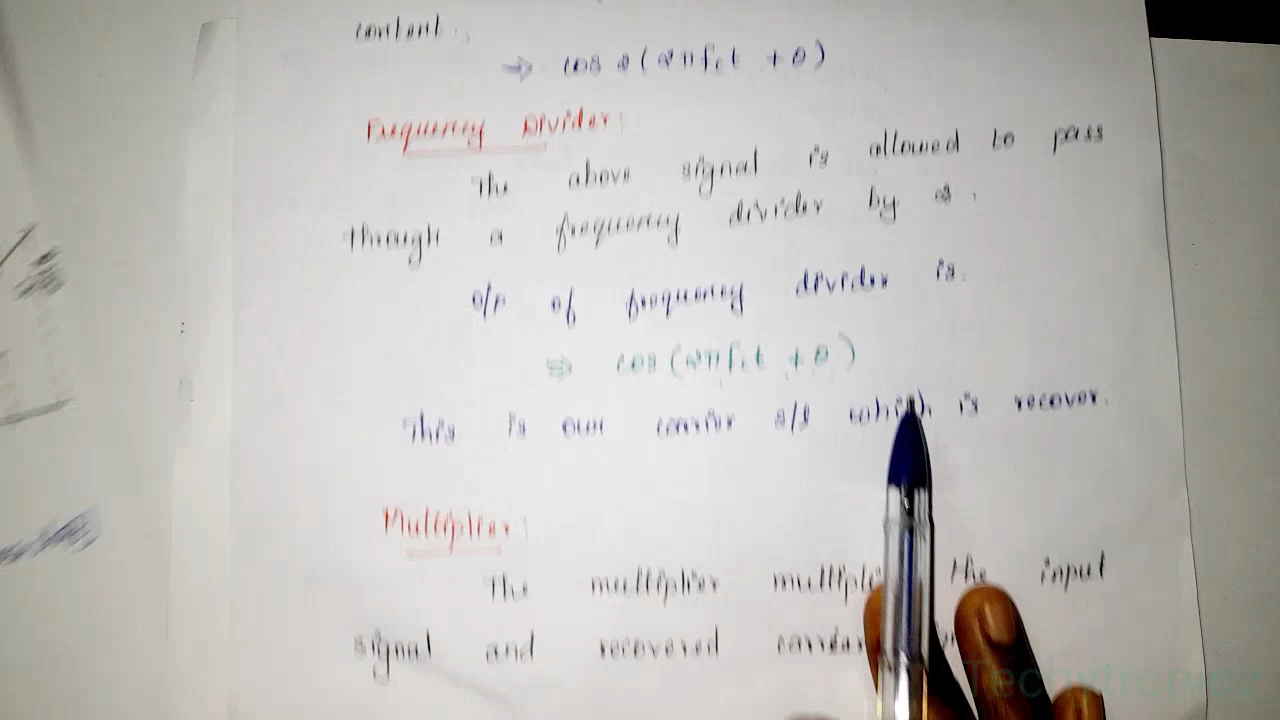 content :
⇒ cos 2(2πfct + θ)
Frequency Divider:
The above signal is allowed to pass
through a frequency divider by 2.
o/p of frequency divider is.
⇒ cos(2πfct + θ)
This is our carrier s/l which is recover.
Multiplier:
The multiplier the input
signal and recovered
Techytronicz